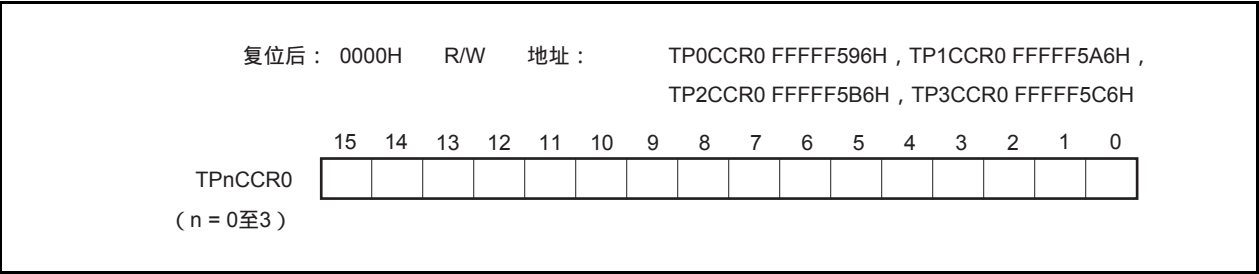 复位后： 0000H R/W 地址： TP0CCR0 FFFFF596H，TP1CCR0 FFFFF5A6H，
TP2CCR0 FFFFF5B6H，TP3CCR0 FFFFF5C6H
15 14 13 12 11 10 9 8 7 6 5 4 3 2 1 0
TPnCCR0
（n = 0至3）